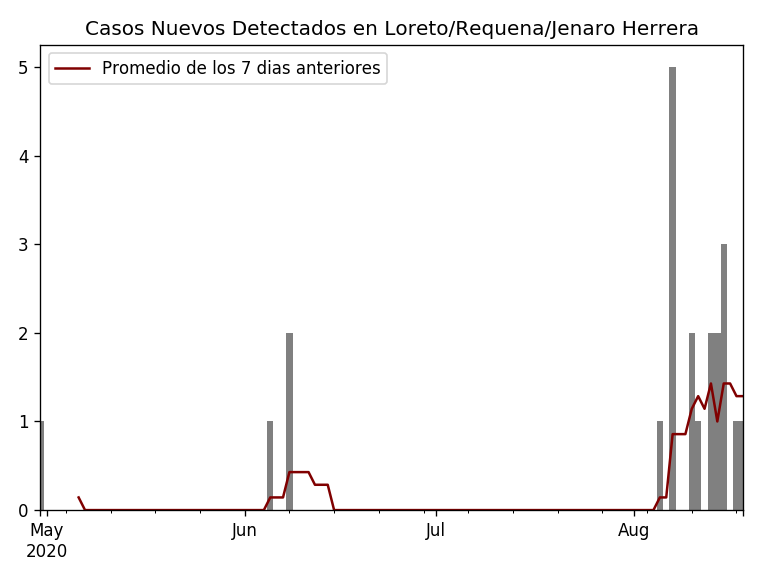 Casos Nuevos Detectados en Loreto/Requena/Jenaro Herrera
Promedio de los 7 dias anteriores
5
4
3
2
1
0
May Jun Jul Aug
2020